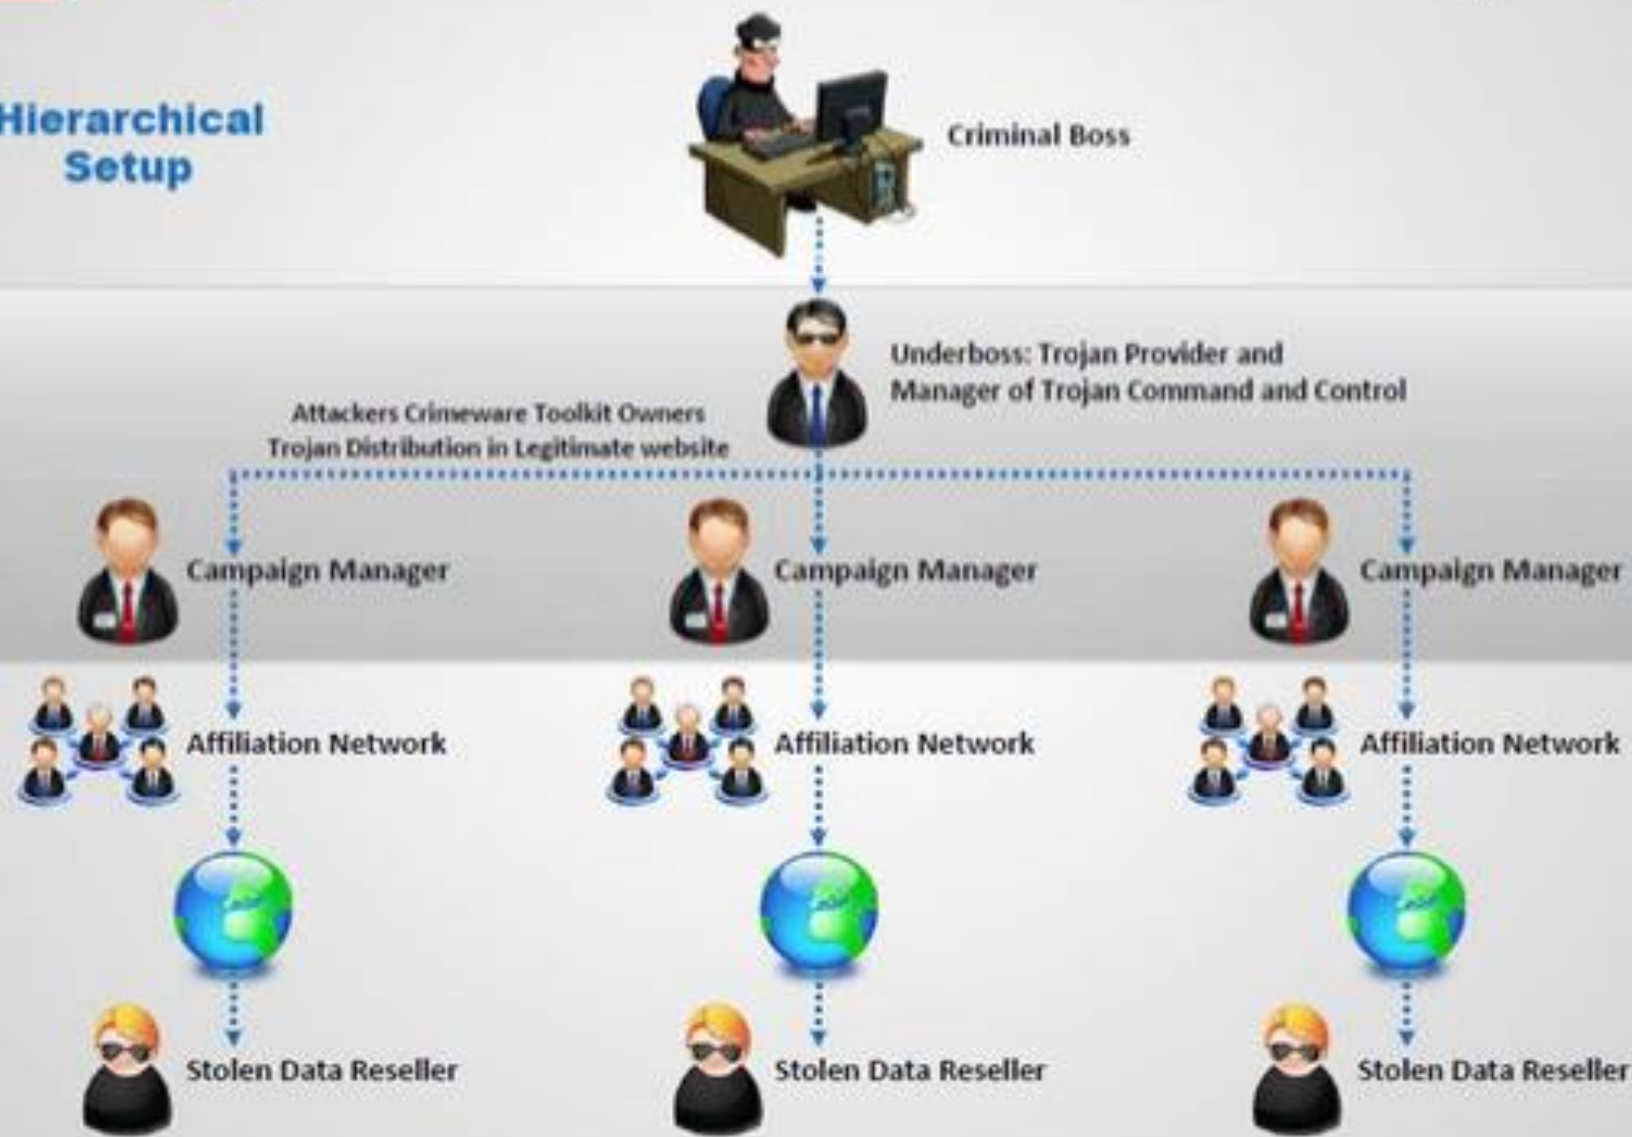 Hierarchical
Setup
Criminal Boss
Underboss: Trojan Provider and
Manager of Trojan Command and Control
Attackers Crimeware Toolkit Owners
Trojan Distribution in Legitimate website
Campaign Manager
Campaign Manager
Campaign Manager
Affiliation Network
Affiliation Network
Affiliation Network
Stolen Data Reseller
Stolen Data Reseller
Stolen Data Reseller